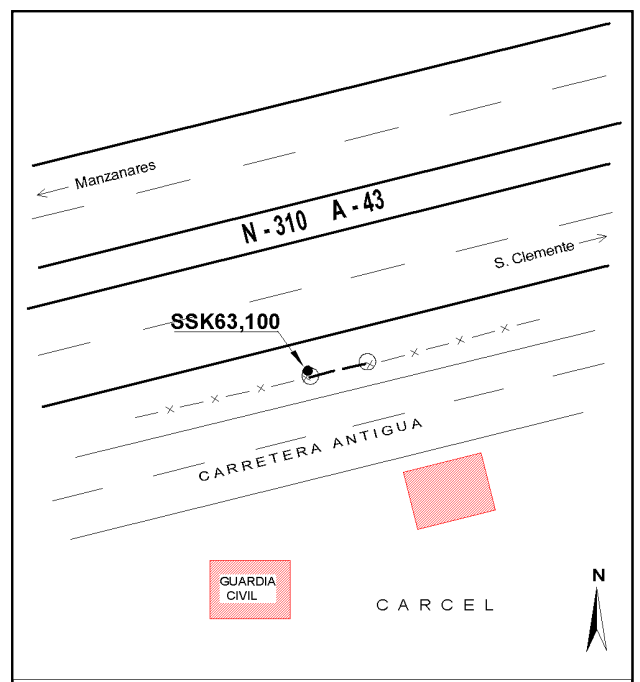 Manzanares
N - 310 A - 43
S. Clemente
SSK63,100
CARRETERA ANTIGUA
GUARDIA
CIVIL
CARCEL
N